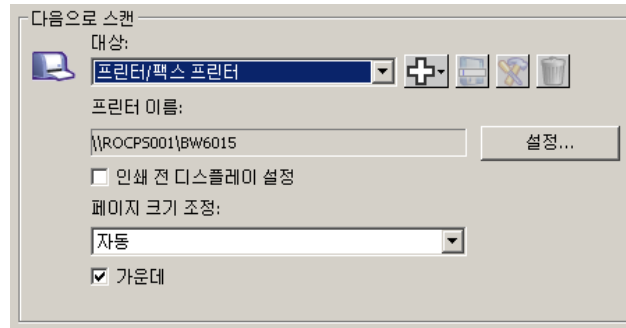 다음으로 스캔
대상:
프린터/팩스 프린터
프린터 이름:
\\ROCPS001\BW6015
설정...
인쇄 전 디스플레이 설정
페이지 크기 조정:
자동
가운데